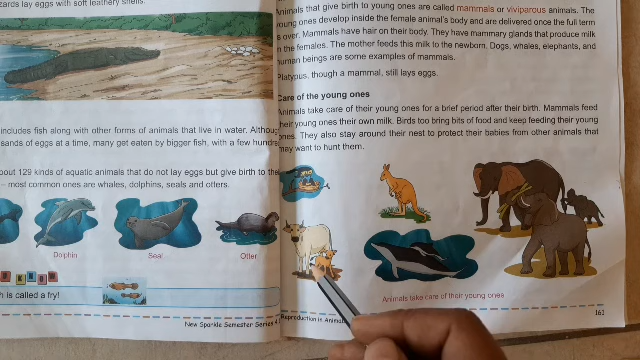 zards lay eggs with soft leathery shells.
includes fish along with other forms of animals that live in water. Althoug
sands of eggs at a time, many get eaten by bigger fish, with a few hundre
out 129 kinds of aquatic animals that do not lay eggs but give birth to the
– most common ones are whales, dolphins, seals and otters.
Dolphin
Seal
Otter
h is called a fry!
New Sparkle Semester Series 4
Animals that give birth to young ones are called mammals or viviparous animals. The
young ones develop inside the female animal's body and are delivered once the full term
is over. Mammals have hair on their body. They have mammary glands that produce milk
in the females. The mother feeds this milk to the newborn. Dogs, whales, elephants, and
human beings are some examples of mammals.
Platypus, though a mammal, still lays eggs.
Care of the young ones
Animals take care of their young ones for a brief period after their birth. Mammals feed
their young ones their own milk. Birds too bring bits of food and keep feeding their young
ones. They also stay around their nest to protect their babies from other animals that
may want to hunt them.
Animals take care of their young ones
Reproduction in Animals
161